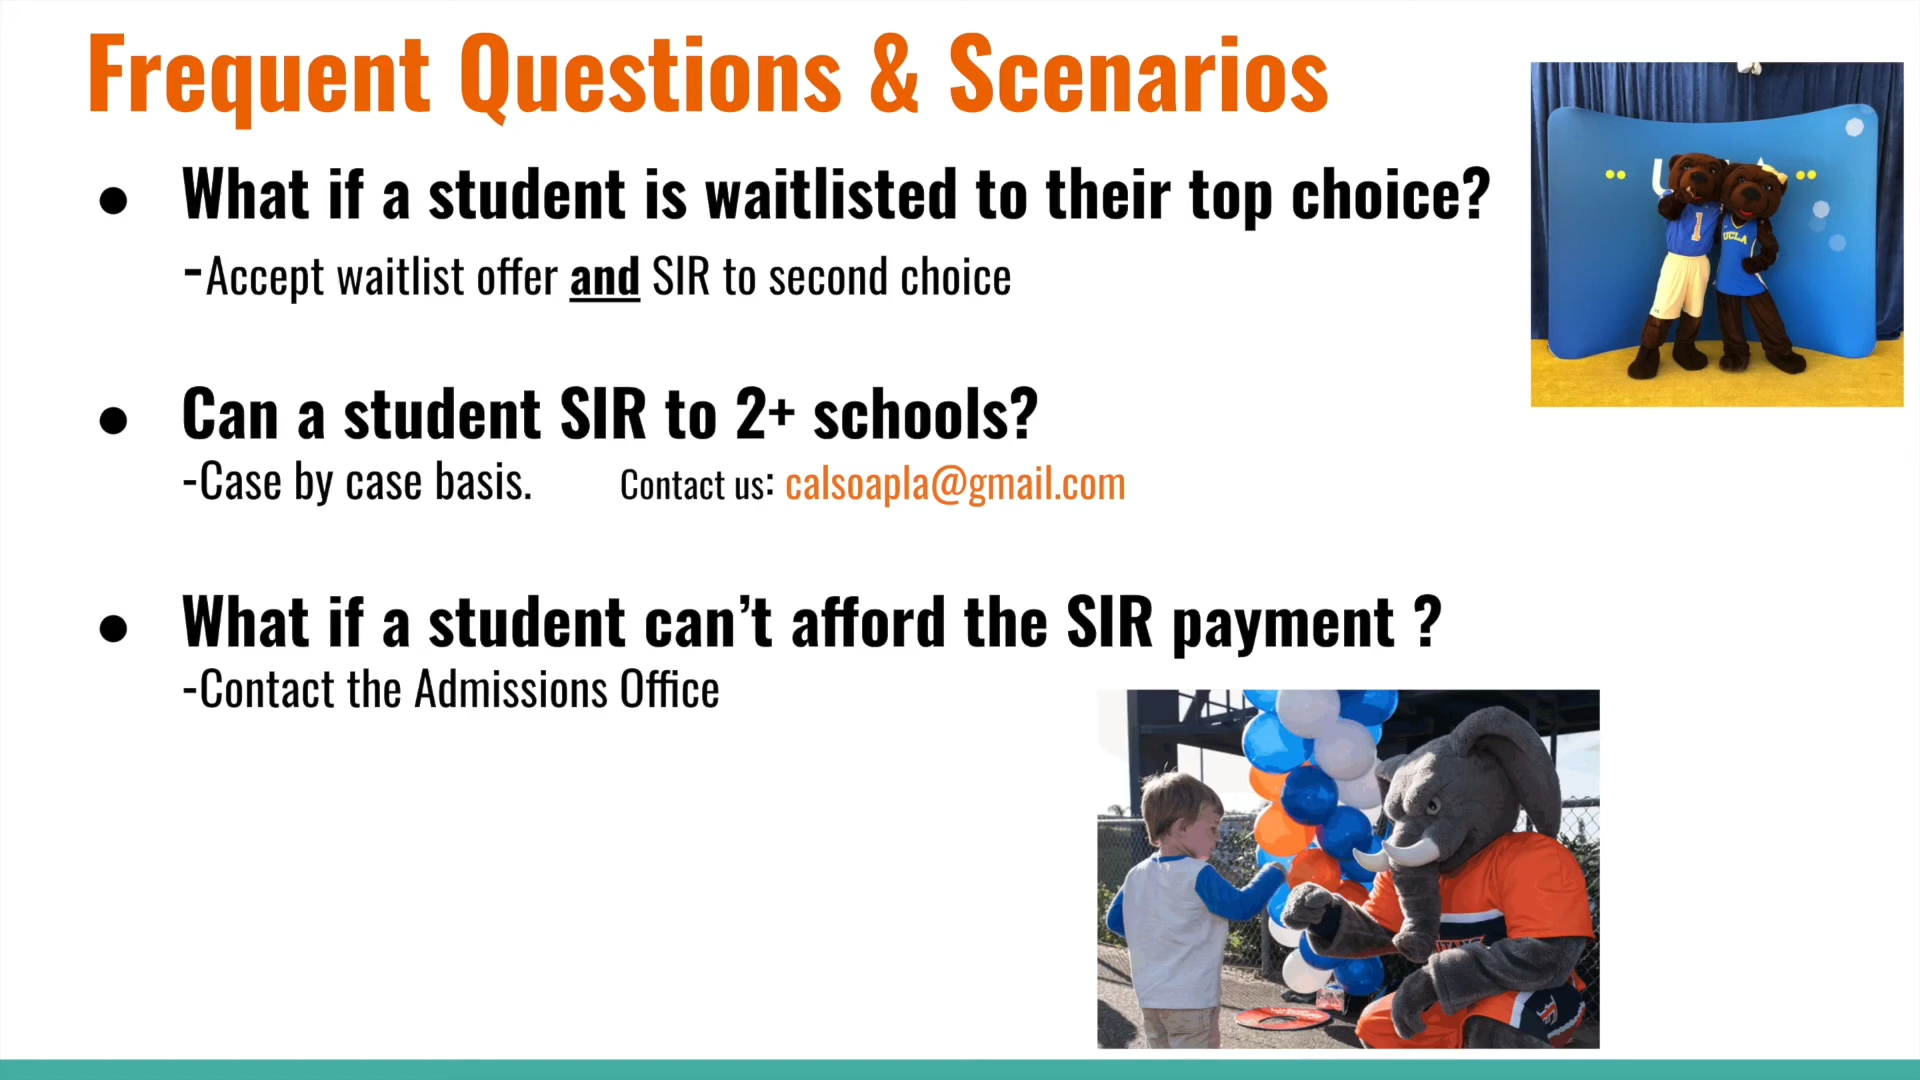 Frequent Questions & Scenarios
● What if a student is waitlisted to their top choice?
-Accept waitlist offer and SIR to second choice
● Can a student SIR to 2+ schools?
-Case by case basis. Contact us: calsoapla@gmail.com
● What if a student can’t afford the SIR payment ?
-Contact the Admissions Office
1
UCLA